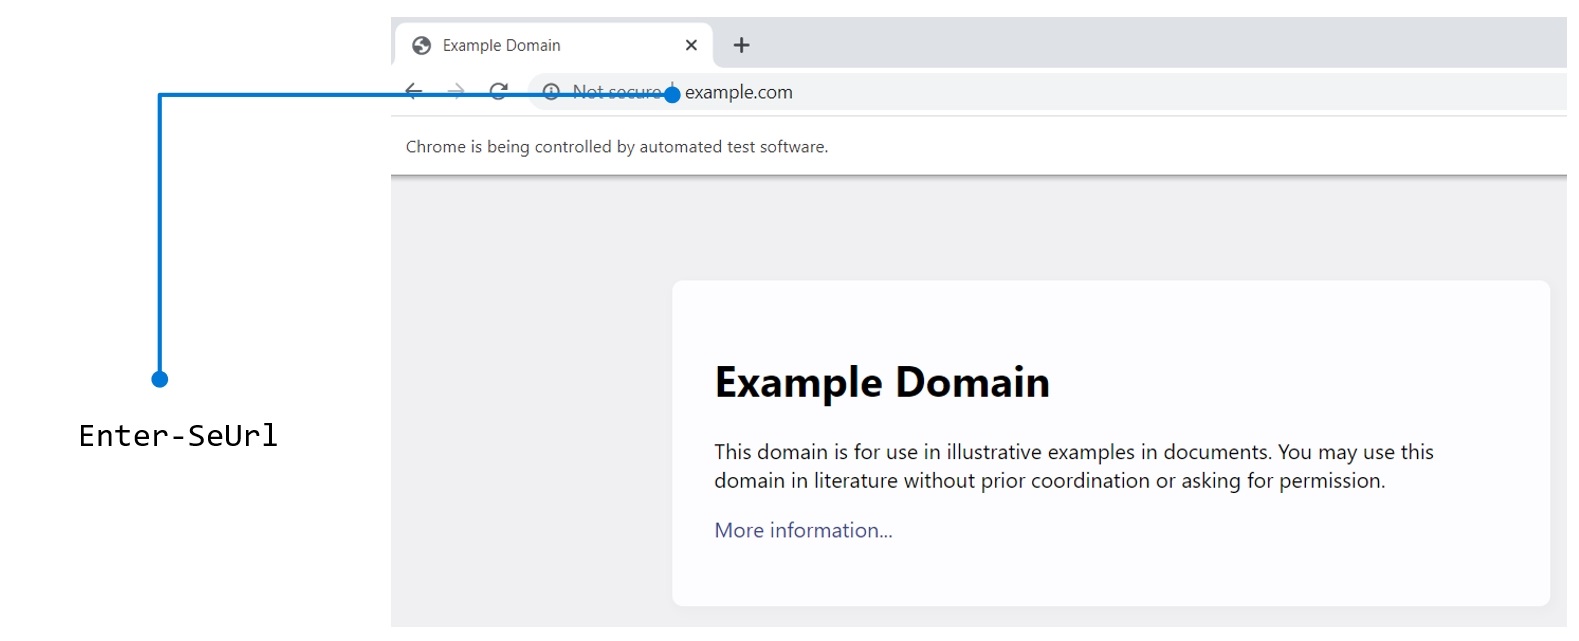 Example Domain
Not secure | example.com
Chrome is being controlled by automated test software.
Enter-SeUrl
Example Domain
This domain is for use in illustrative examples in documents. You may use this
domain in literature without prior coordination or asking for permission.
More information...